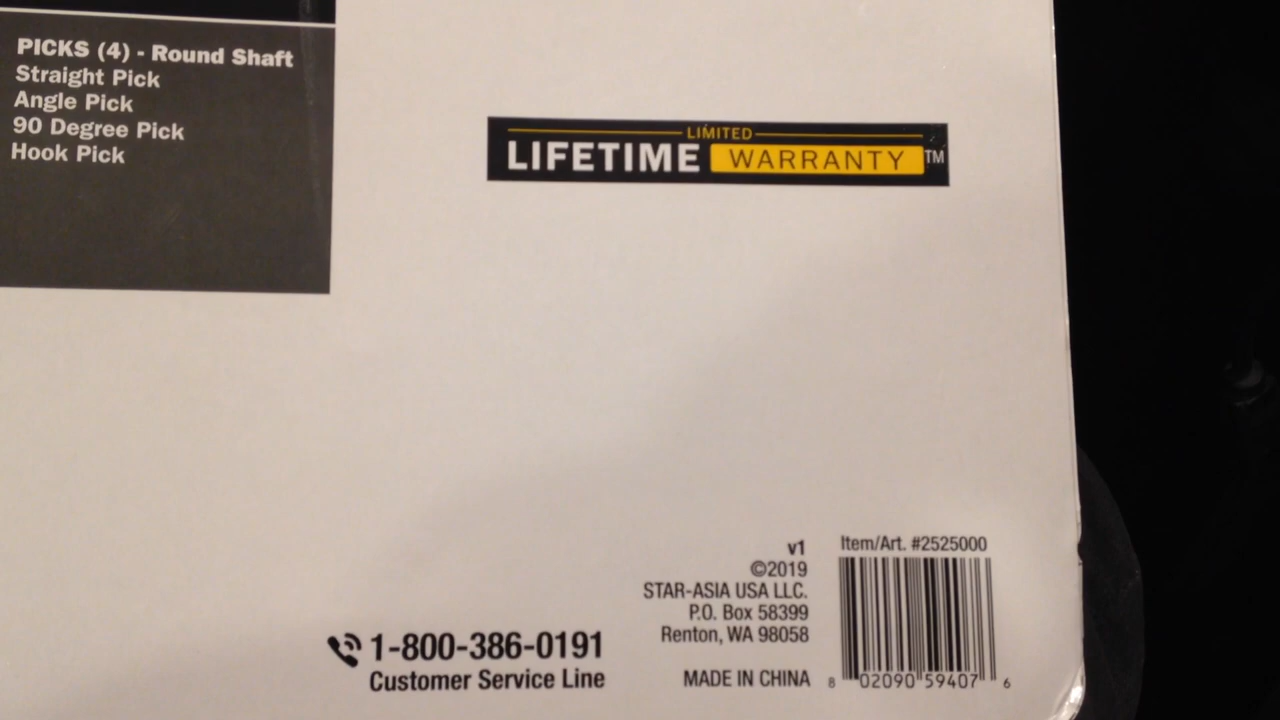 PICKS (4) - Round Shaft
Straight Pick
Angle Pick
90 Degree Pick
Hook Pick
LIMITED
LIFETIME WARRANTY™
1-800-386-0191
Customer Service Line
v1
©2019
STAR-ASIA USA LLC.
P.O. Box 58399
Renton, WA 98058
MADE IN CHINA
Item/Art. #2525000
8 02090 59407 6